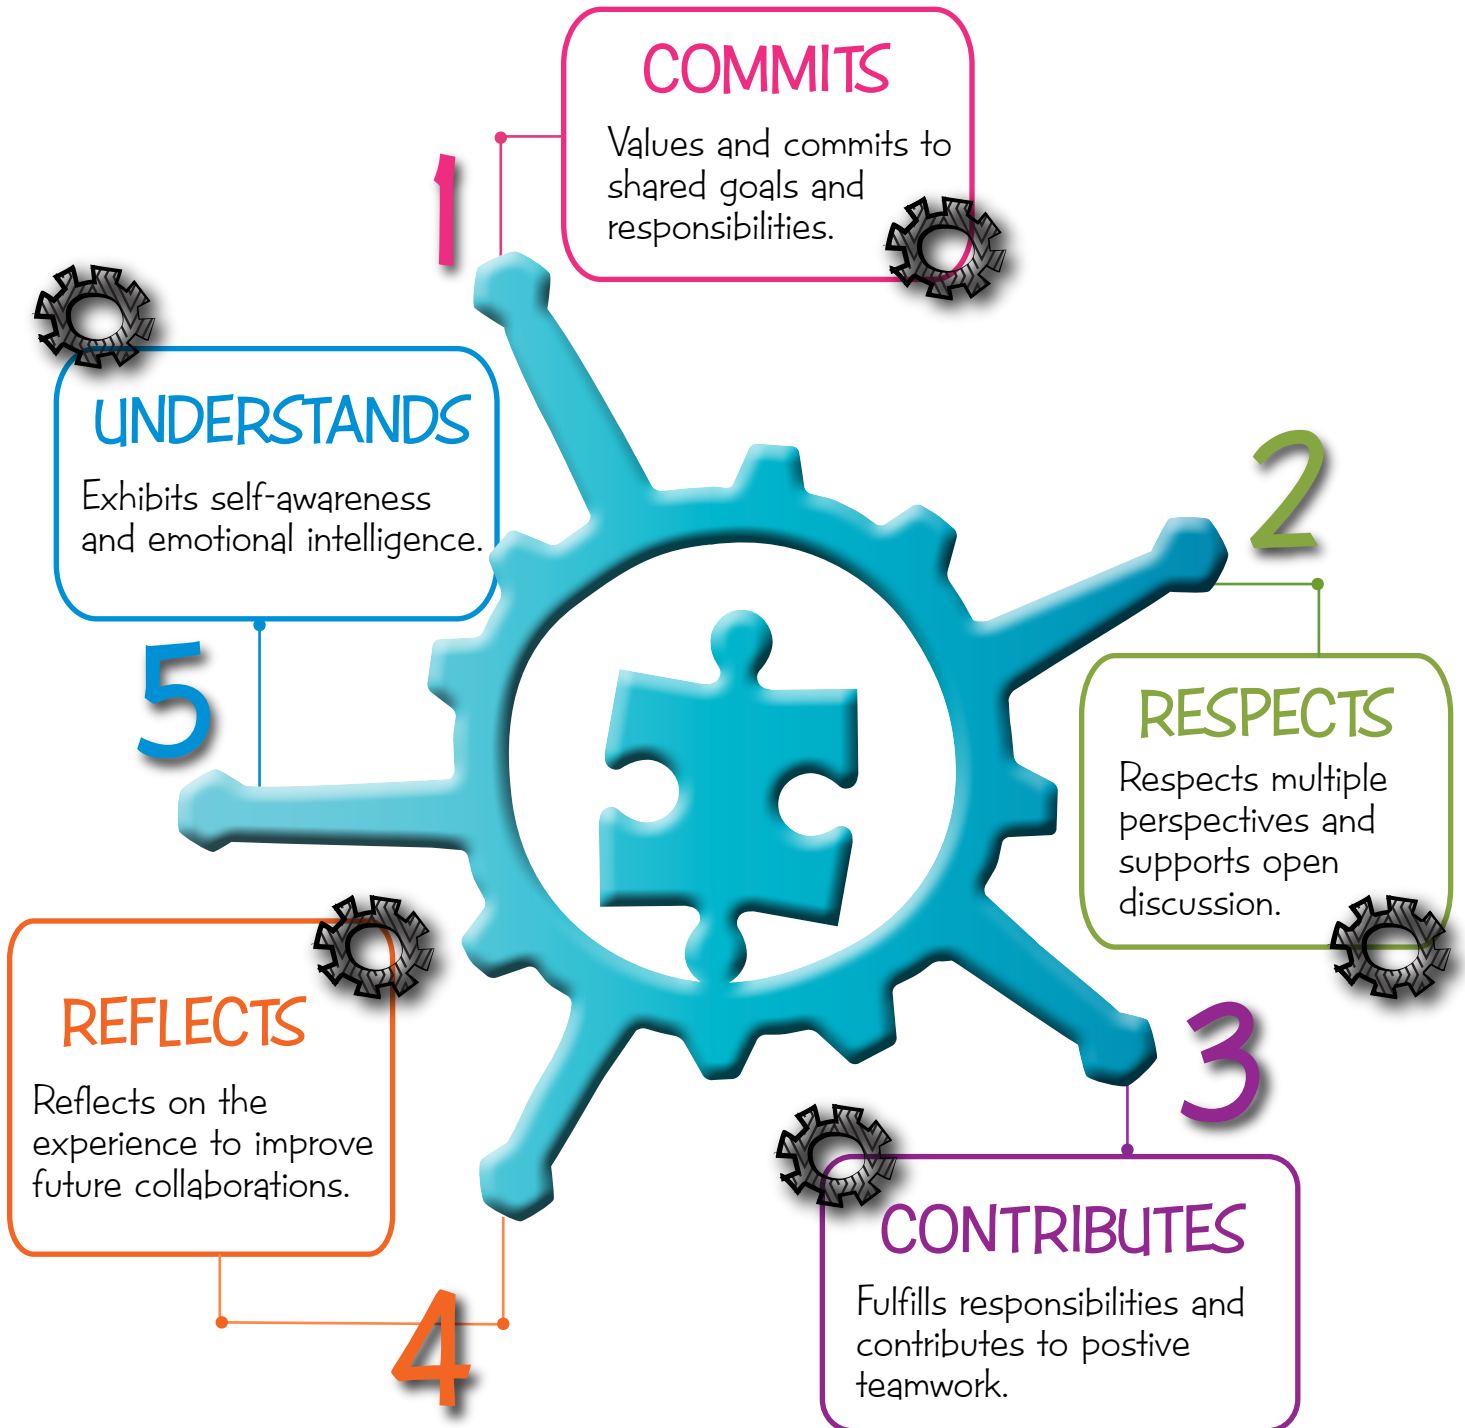 1
COMMITS
Values and commits to
shared goals and
responsibilities.
2
RESPECTS
Respects multiple
perspectives and
supports open
discussion.
3
CONTRIBUTES
Fulfills responsibilities and
contributes to postive
teamwork.
4
REFLECTS
Reflects on the
experience to improve
future collaborations.
5
UNDERSTANDS
Exhibits self-awareness
and emotional intelligence.